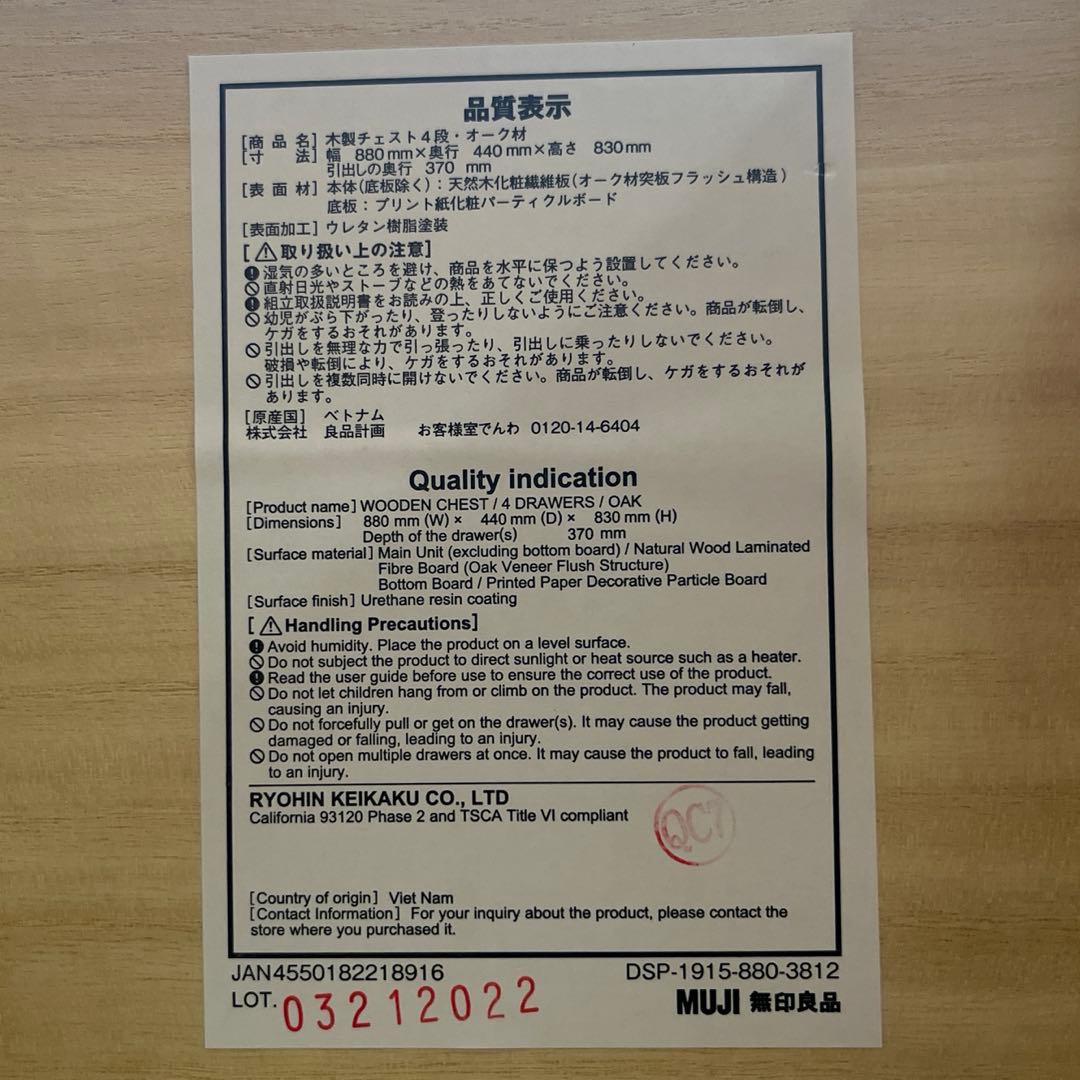 品質表示
[商 品 名] 木製チェスト4段・オーク材
[寸　　法] 幅 880mm×奥行 440mm×高さ 830mm
引出しの奥行 370 mm
[表 面 材] 本体(底板除く)：天然木化粧繊維板(オーク材突板フラッシュ構造)
底板：プリント紙化粧パーティクルボード
[表面加工] ウレタン樹脂塗装
[⚠取り扱い上の注意]
湿気の多いところを避け、商品を水平に保つよう設置してください。
直射日光やストーブなどの熱をあてないでください。
組立取扱説明書をお読みの上、正しくご使用ください。
幼児がぶら下がったり、登ったりしないようにご注意ください。商品が転倒し、
ケガをするおそれがあります。
引出しを無理な力で引っ張ったり、引出しに乗ったりしないでください。
破損や転倒により、ケガをするおそれがあります。
引出しを複数同時に開けないでください。商品が転倒し、ケガをするおそれが
あります。
[原産国] ベトナム
株式会社 良品計画 お客様室でんわ 0120-14-6404
Quality indication
[Product name] WOODEN CHEST / 4 DRAWERS / OAK
[Dimensions] 880 mm (W) × 440 mm (D) × 830 mm (H)
Depth of the drawer(s) 370 mm
[Surface material] Main Unit (excluding bottom board) / Natural Wood Laminated
Fibre Board (Oak Veneer Flush Structure)
Bottom Board / Printed Paper Decorative Particle Board
[Surface finish] Urethane resin coating
[⚠Handling Precautions]
Avoid humidity. Place the product on a level surface.
Do not subject the product to direct sunlight or heat source such as a heater.
Read the user guide before use to ensure the correct use of the product.
Do not let children hang from or climb on the product. The product may fall,
causing an injury.
Do not forcefully pull or get on the drawer(s). It may cause the product getting
damaged or falling, leading to an injury.
Do not open multiple drawers at once. It may cause the product to fall, leading
to an injury.
RYOHIN KEIKAKU CO., LTD
California 93120 Phase 2 and TSCA Title VI compliant
QC7
[Country of origin] Viet Nam
[Contact Information] For your inquiry about the product, please contact the
store where you purchased it.
JAN4550182218916 DSP-1915-880-3812
LOT. 03212022
MUJI 無印良品